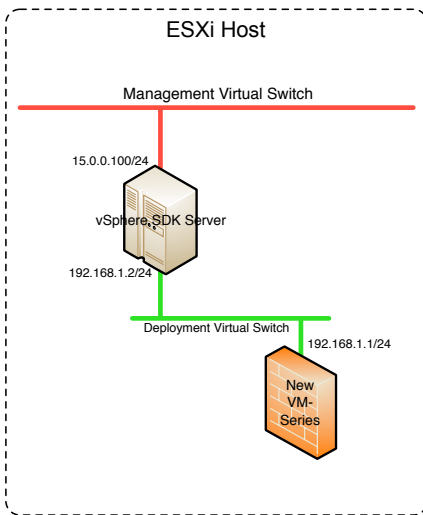 ESXi Host
Management Virtual Switch
15.0.0.100/24
vSphere SDK Server
192.168.1.2/24
Deployment Virtual Switch
192.168.1.1/24
New
VM-
Series